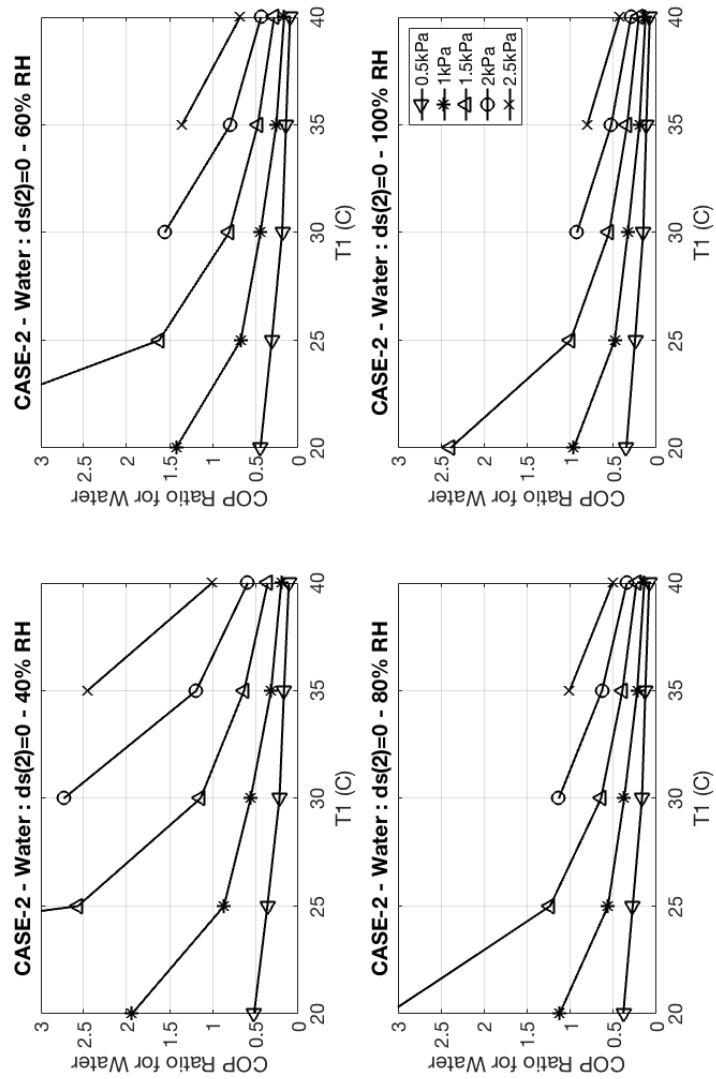 CASE-2 - Water : ds(2)=0 - 40% RH
COP Ratio for Water
3
2.5
2
1.5
1
0.5
0
20 25 30 35 40
T1 (C)
CASE-2 - Water : ds(2)=0 - 60% RH
COP Ratio for Water
3
2.5
2
1.5
1
0.5
0
20 25 30 35 40
T1 (C)
CASE-2 - Water : ds(2)=0 - 80% RH
COP Ratio for Water
3
2.5
2
1.5
1
0.5
0
20 25 30 35 40
T1 (C)
CASE-2 - Water : ds(2)=0 - 100% RH
COP Ratio for Water
3
2.5
2
1.5
1
0.5
0
20 25 30 35 40
T1 (C)
0.5kPa
1kPa
1.5kPa
2kPa
2.5kPa